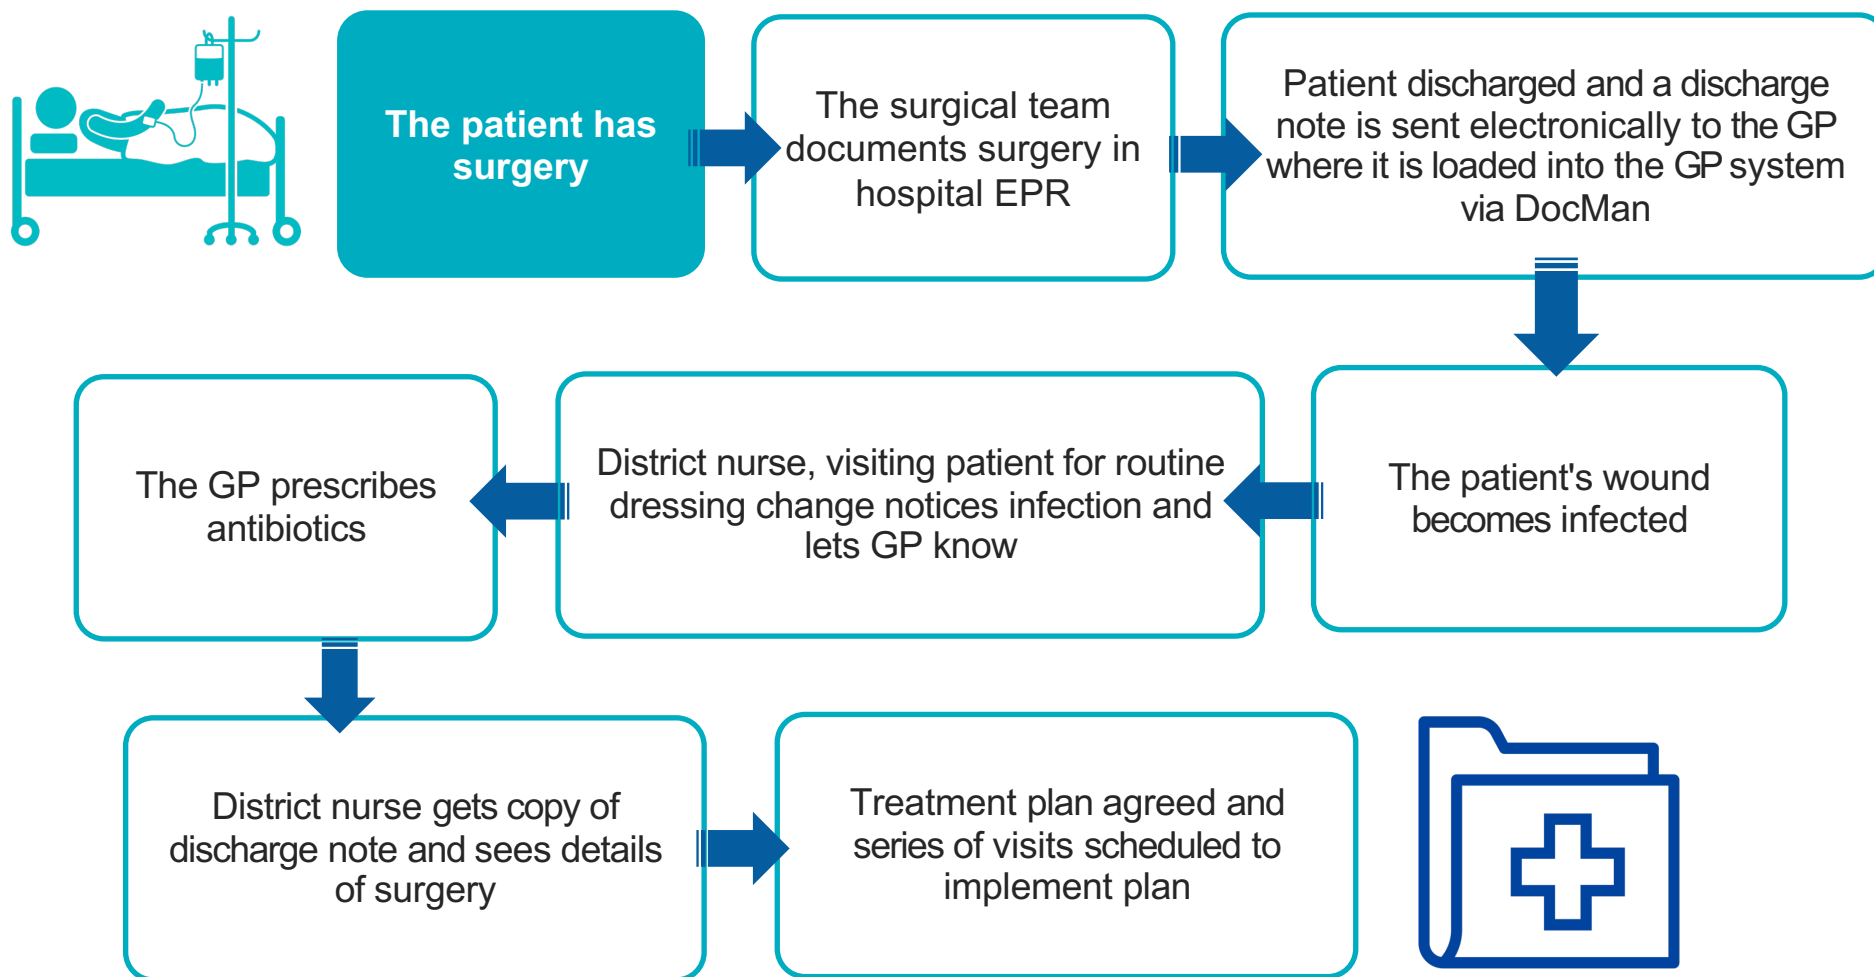 The patient has
surgery
The surgical team
documents surgery in
hospital EPR
Patient discharged and a discharge
note is sent electronically to the GP
where it is loaded into the GP system
via DocMan
The patient's wound
becomes infected
District nurse, visiting patient for routine
dressing change notices infection and
lets GP know
The GP prescribes
antibiotics
District nurse gets copy of
discharge note and sees details
of surgery
Treatment plan agreed and
series of visits scheduled to
implement plan